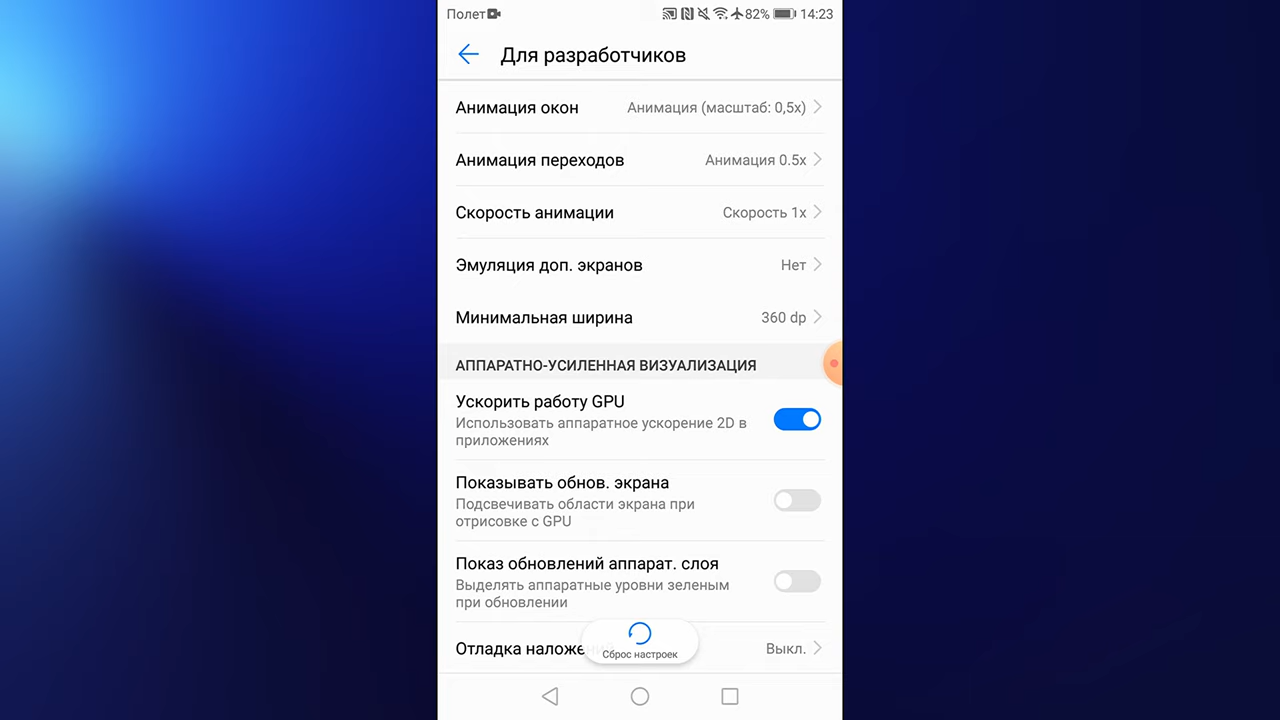 Полет 82% 14:23
Для разработчиков
Анимация окон Анимация (масштаб: 0,5x)
Анимация переходов Анимация 0.5x
Скорость анимации Скорость 1x
Эмуляция доп. экранов Нет
Минимальная ширина 360 dp
АППАРАТНО-УСИЛЕННАЯ ВИЗУАЛИЗАЦИЯ
Ускорить работу GPU
Использовать аппаратное ускорение 2D в
приложениях
Показывать обнов. экрана
Подсвечивать области экрана при
отрисовке с GPU
Показ обновлений аппарат. слоя
Выделять аппаратные уровни зеленым
при обновлении
Отладка наложе Выкл.
Сброс настроек